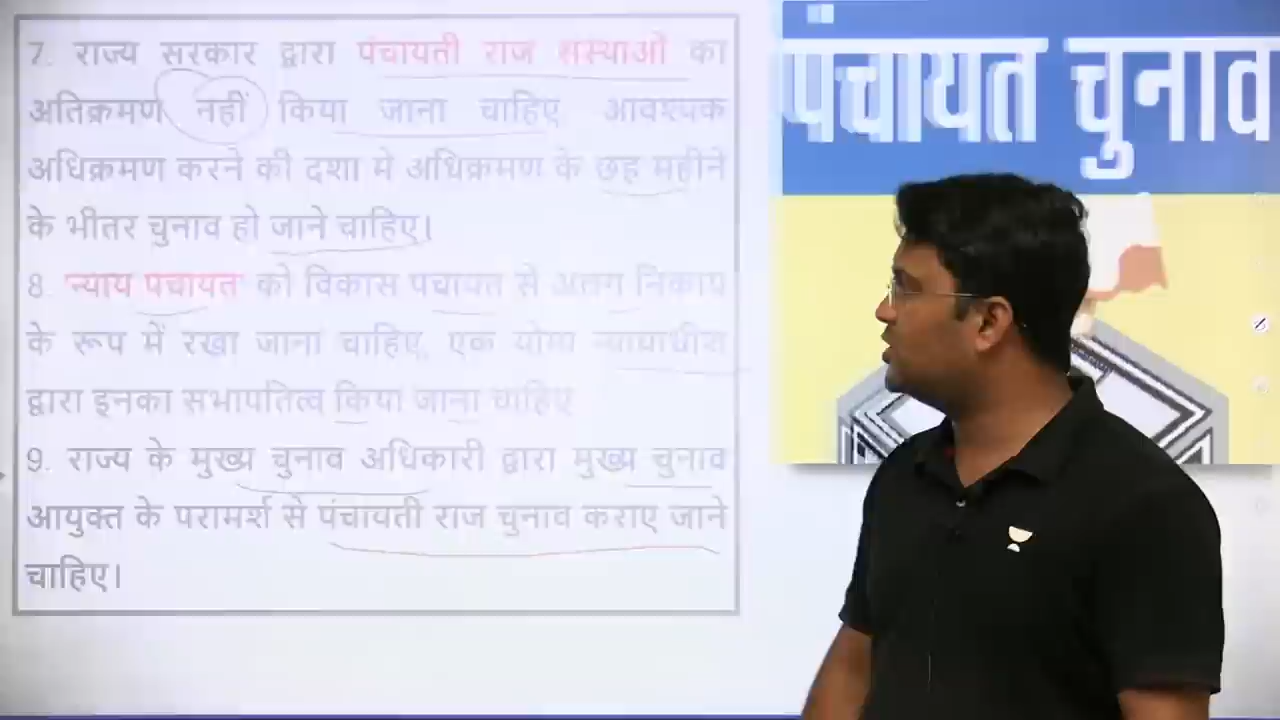 7. राज्य सरकार द्वारा पंचायती राज संस्थाओं का
अतिक्रमण नहीं किया जाना चाहिए आवश्यक
अधिक्रमण करने की दशा मे अधिक्रमण के छह महीने
के भीतर चुनाव हो जाने चाहिए।
8. 'न्याय पंचायत' को विकास पंचायत से अलग निकाय
के रूप में रखा जाना चाहिए, एक योग्य न्यायाधीश
द्वारा इनका सभापतित्व किया जाना चाहिए
9. राज्य के मुख्य चुनाव अधिकारी द्वारा मुख्य चुनाव
आयुक्त के परामर्श से पंचायती राज चुनाव कराए जाने
चाहिए।
पंचायत चुनाव